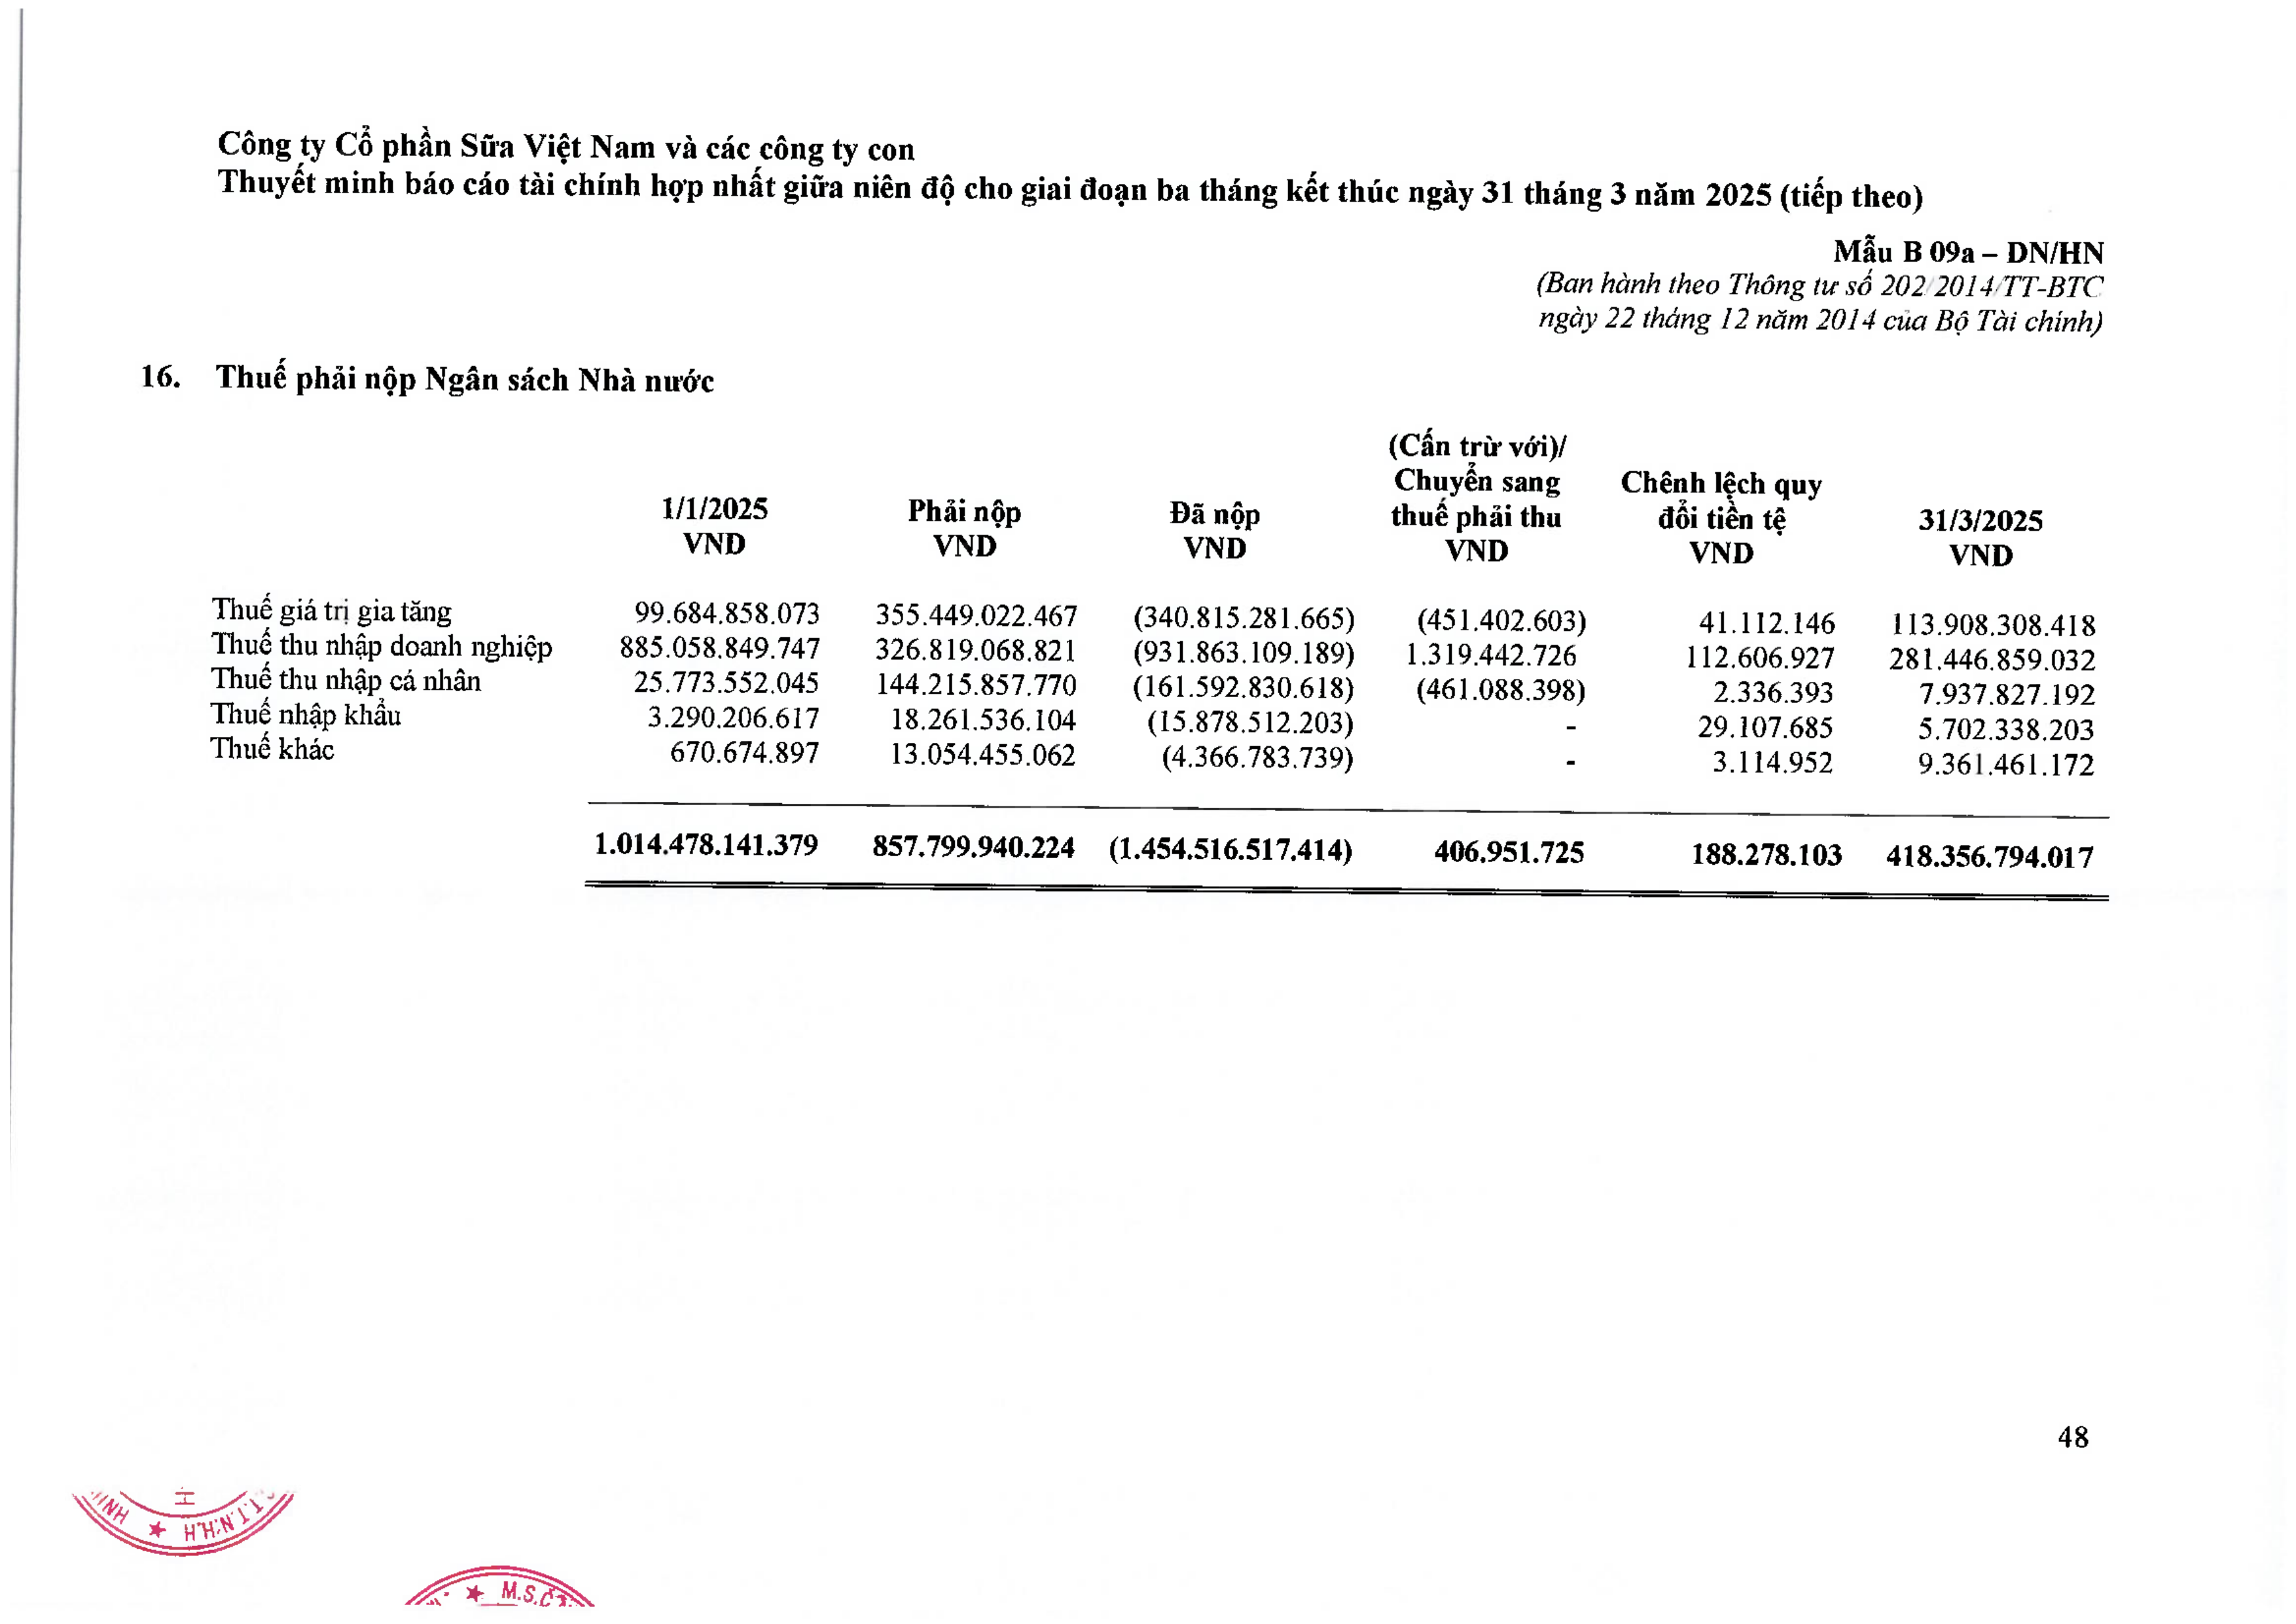 Công ty Cổ phần Sữa Việt Nam và các công ty con
Thuyết minh báo cáo tài chính hợp nhất giữa niên độ cho giai đoạn ba tháng kết thúc ngày 31 tháng 3 năm 2025 (tiếp theo)
Mẫu B 09a – DN/HN
(Ban hành theo Thông tư số 202/2014/TT-BTC
ngày 22 tháng 12 năm 2014 của Bộ Tài chính)
16. Thuế phải nộp Ngân sách Nhà nước
1/1/2025 VND
Phải nộp VND
Đã nộp VND
(Cấn trừ với)/ Chuyển sang thuế phải thu VND
Chênh lệch quy đổi tiền tệ VND
31/3/2025 VND
Thuế giá trị gia tăng 99.684.858.073 355.449.022.467 (340.815.281.665) (451.402.603) 41.112.146 113.908.308.418
Thuế thu nhập doanh nghiệp 885.058.849.747 326.819.068.821 (931.863.109.189) 1.319.442.726 112.606.927 281.446.859.032
Thuế thu nhập cá nhân 25.773.552.045 144.215.857.770 (161.592.830.618) (461.088.398) 2.336.393 7.937.827.192
Thuế nhập khẩu 3.290.206.617 18.261.536.104 (15.878.512.203) - 29.107.685 5.702.338.203
Thuế khác 670.674.897 13.054.455.062 (4.366.783.739) - 3.114.952 9.361.461.172
1.014.478.141.379 857.799.940.224 (1.454.516.517.414) 406.951.725 188.278.103 418.356.794.017
48
T.N.H.H
M.S.C